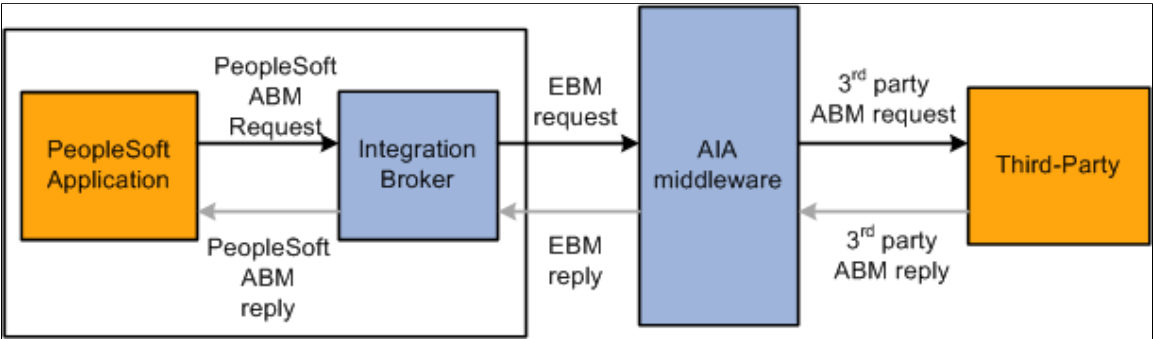 PeopleSoft
Application
PeopleSoft
ABM
Request
Integration
Broker
PeopleSoft
ABM
reply
EBM
request
EBM
reply
AIA
middleware
3rd party
ABM request
3rd party
ABM reply
Third-Party